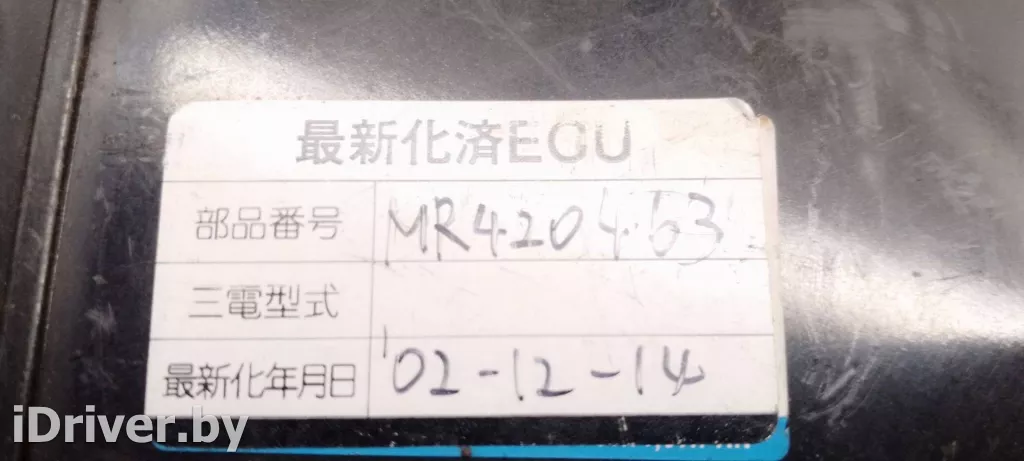 最新化済ECU
部品番号 MR420463
三電型式
最新化年月日 '02-12-14
iDriver.by